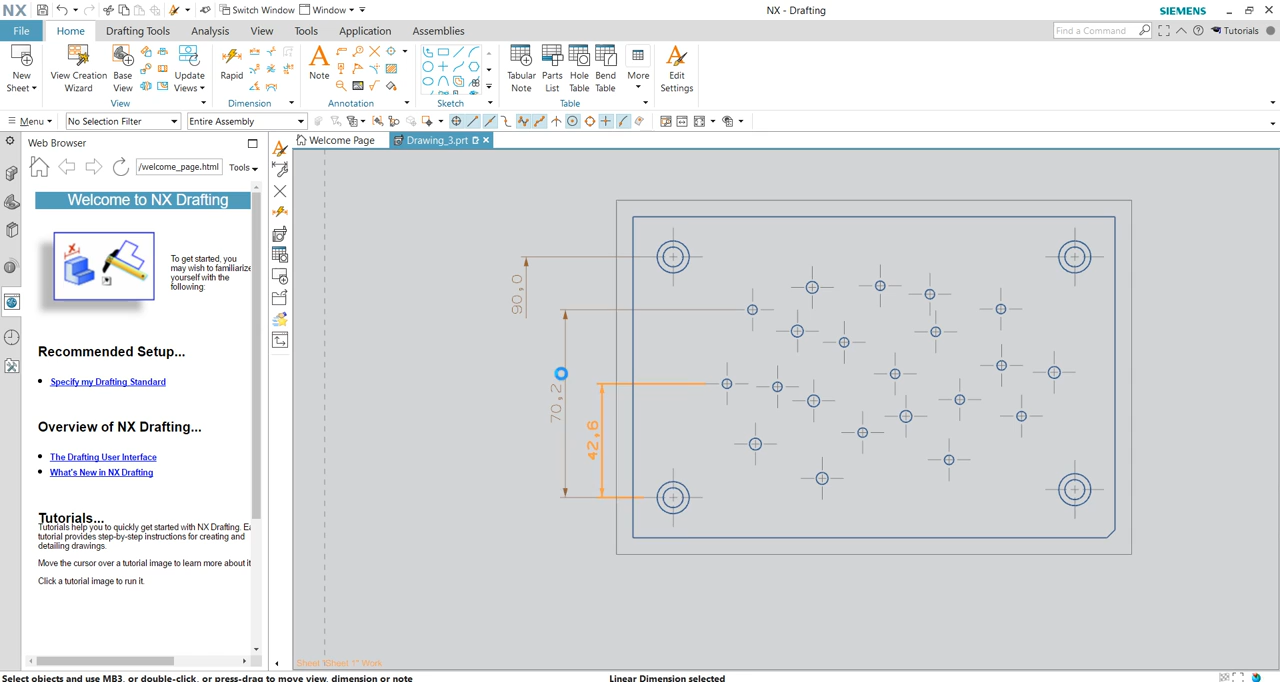 NX
Switch Window
Window
NX - Drafting
SIEMENS
File
Home
Drafting Tools
Analysis
View
Tools
Application
Assemblies
Find a Command
Tutorials
New
Sheet
View Creation
Wizard
Base
View
Update
Views
Rapid
Note
Tabular
Note
Parts
List
Hole
Table
Bend
Table
More
Edit
Settings
View
Dimension
Annotation
Sketch
Table
Menu
No Selection Filter
Entire Assembly
Web Browser
Welcome Page
Drawing_3.prt
/welcome_page.html
Tools
Welcome to NX Drafting
To get started, you
may wish to familiarize
yourself with the
following:
Recommended Setup...
Specify my Drafting Standard
Overview of NX Drafting...
The Drafting User Interface
What's New in NX Drafting
Tutorials...
Tutorials help you to quickly get started with NX Drafting. Ea
tutorial provides step-by-step instructions for creating and
detailing drawings.
Move the cursor over a tutorial image to learn more about it
Click a tutorial image to run it.
90,0
70,2
42,6
Select objects and use MB3, or double-click, or press-drag to move view, dimension or note
Linear Dimension selected